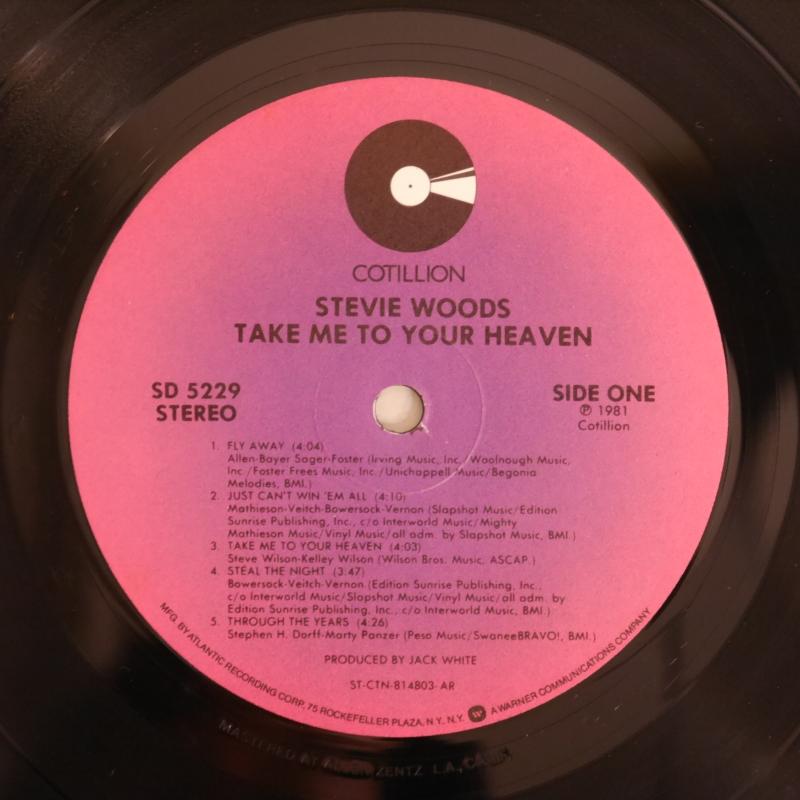 COTILLION
STEVIE WOODS
TAKE ME TO YOUR HEAVEN
SD 5229
STEREO
SIDE ONE
℗ 1981
Cotillion
1. FLY AWAY (4:04)
Allen-Bayer Sager-Foster (Irving Music, Inc. Woolnough Music,
Inc./Foster Frees Music, Inc./Unichappell Music/Begonia
Melodies, BMI.)
2. JUST CAN'T WIN 'EM ALL (4:10)
Mathieson-Veitch-Bowersock-Vernon (Slapshot Music/Edition
Sunrise Publishing, Inc., c/o Interworld Music/Mighty
Mathieson Music/Vinyl Music/all adm. by Slapshot Music, BMI.)
3. TAKE ME TO YOUR HEAVEN (4:03)
Steve Wilson-Kelley Wilson (Wilson Bros. Music, ASCAP.)
4. STEAL THE NIGHT (3:47)
Bowersock-Veitch-Vernon (Edition Sunrise Publishing, Inc.,
c/o Interworld Music/Slapshot Music/Vinyl Music/all adm. by
Edition Sunrise Publishing, Inc., c/o Interworld Music, BMI.)
5. THROUGH THE YEARS (4:26)
Stephen H. Dorff-Marty Panzer (Peso Music/SwaneeBRAVO!, BMI.)
PRODUCED BY JACK WHITE
ST-CTN-814803-AR
MFG. BY ATLANTIC RECORDING CORP., 75 ROCKEFELLER PLAZA, N.Y., N.Y. W A WARNER COMMUNICATIONS COMPANY
MASTERED AT ALLEN ZENTZ L.A., CALIF.